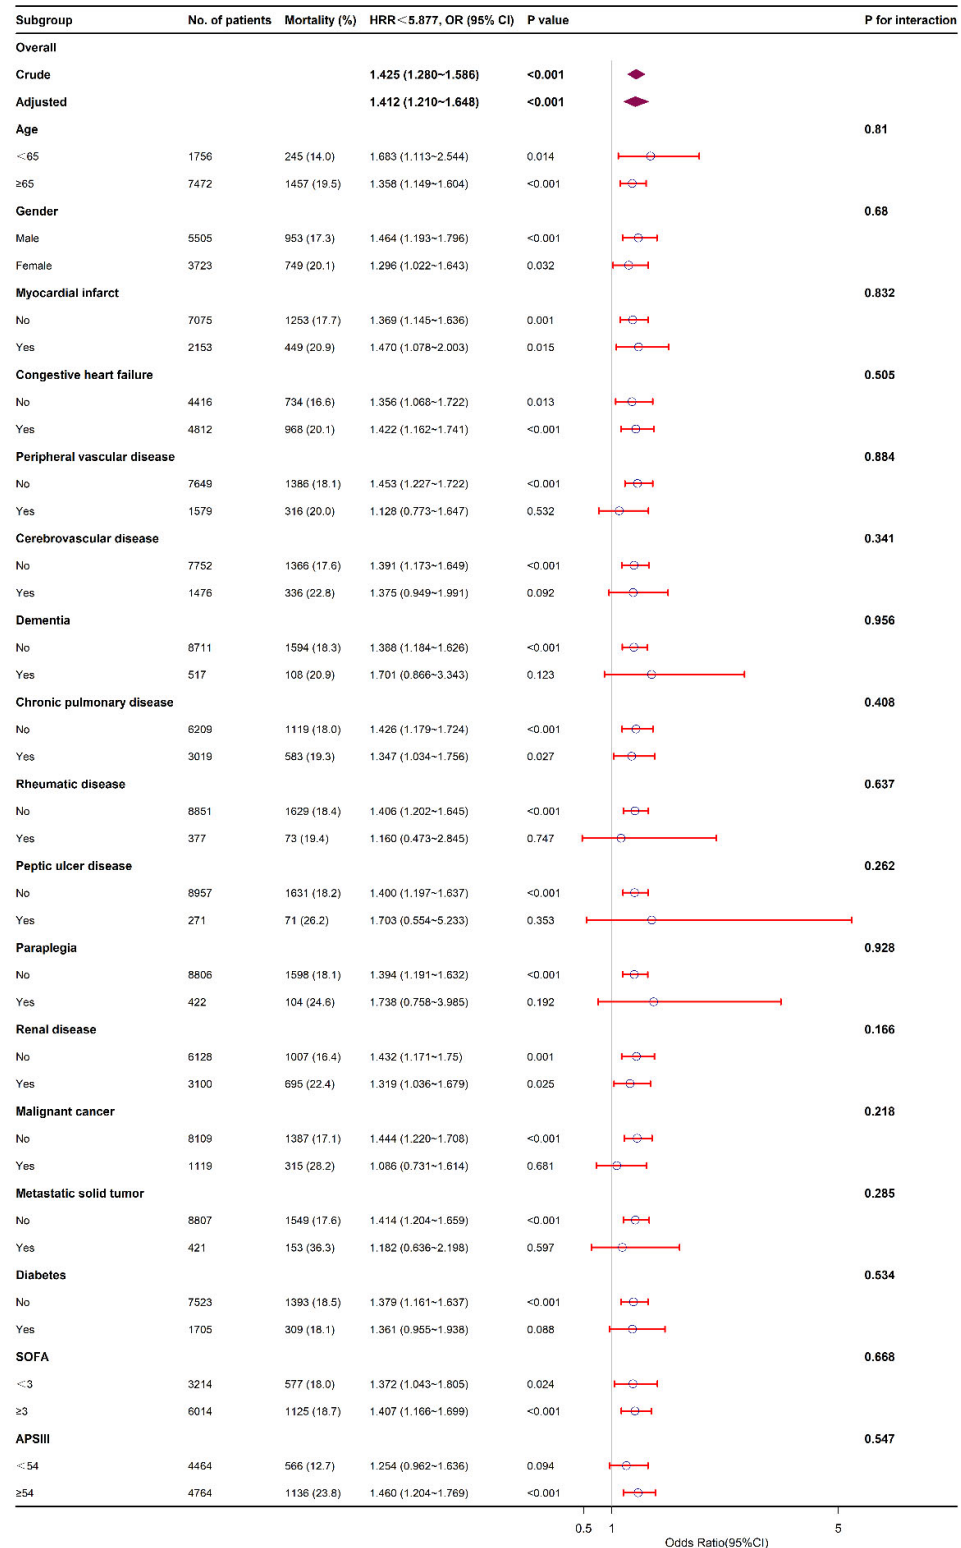 Subgroup No. of patients Mortality (%) HRR<5.877, OR (95% CI) P value P for interaction
Overall
Crude 1.425 (1.280~1.586) <0.001
Adjusted 1.412 (1.210~1.648) <0.001
Age 0.81
<65 1756 245 (14.0) 1.683 (1.113~2.544) 0.014
≥65 7472 1457 (19.5) 1.358 (1.149~1.604) <0.001
Gender 0.68
Male 5505 953 (17.3) 1.464 (1.193~1.796) <0.001
Female 3723 749 (20.1) 1.296 (1.022~1.643) 0.032
Myocardial infarct 0.832
No 7075 1253 (17.7) 1.369 (1.145~1.636) 0.001
Yes 2153 449 (20.9) 1.470 (1.078~2.003) 0.015
Congestive heart failure 0.505
No 4416 734 (16.6) 1.356 (1.068~1.722) 0.013
Yes 4812 968 (20.1) 1.422 (1.162~1.741) <0.001
Peripheral vascular disease 0.884
No 7649 1386 (18.1) 1.453 (1.227~1.722) <0.001
Yes 1579 316 (20.0) 1.128 (0.773~1.647) 0.532
Cerebrovascular disease 0.341
No 7752 1366 (17.6) 1.391 (1.173~1.649) <0.001
Yes 1476 336 (22.8) 1.375 (0.949~1.991) 0.092
Dementia 0.956
No 8711 1594 (18.3) 1.388 (1.184~1.626) <0.001
Yes 517 108 (20.9) 1.701 (0.866~3.343) 0.123
Chronic pulmonary disease 0.408
No 6209 1119 (18.0) 1.426 (1.179~1.724) <0.001
Yes 3019 583 (19.3) 1.347 (1.034~1.756) 0.027
Rheumatic disease 0.637
No 8851 1629 (18.4) 1.406 (1.202~1.645) <0.001
Yes 377 73 (19.4) 1.160 (0.473~2.845) 0.747
Peptic ulcer disease 0.262
No 8957 1631 (18.2) 1.400 (1.197~1.637) <0.001
Yes 271 71 (26.2) 1.703 (0.554~5.233) 0.353
Paraplegia 0.928
No 8806 1598 (18.1) 1.394 (1.191~1.632) <0.001
Yes 422 104 (24.6) 1.738 (0.758~3.985) 0.192
Renal disease 0.166
No 6128 1007 (16.4) 1.432 (1.171~1.75) 0.001
Yes 3100 695 (22.4) 1.319 (1.036~1.679) 0.025
Malignant cancer 0.218
No 8109 1387 (17.1) 1.444 (1.220~1.708) <0.001
Yes 1119 315 (28.2) 1.086 (0.731~1.614) 0.681
Metastatic solid tumor 0.285
No 8807 1549 (17.6) 1.414 (1.204~1.659) <0.001
Yes 421 153 (36.3) 1.182 (0.636~2.198) 0.597
Diabetes 0.534
No 7523 1393 (18.5) 1.379 (1.161~1.637) <0.001
Yes 1705 309 (18.1) 1.361 (0.955~1.938) 0.088
SOFA 0.668
<3 3214 577 (18.0) 1.372 (1.043~1.805) 0.024
≥3 6014 1125 (18.7) 1.407 (1.166~1.699) <0.001
APSIII 0.547
<54 4464 566 (12.7) 1.254 (0.962~1.636) 0.094
≥54 4764 1136 (23.8) 1.460 (1.204~1.769) <0.001
0.5 1 5
Odds Ratio(95%CI)